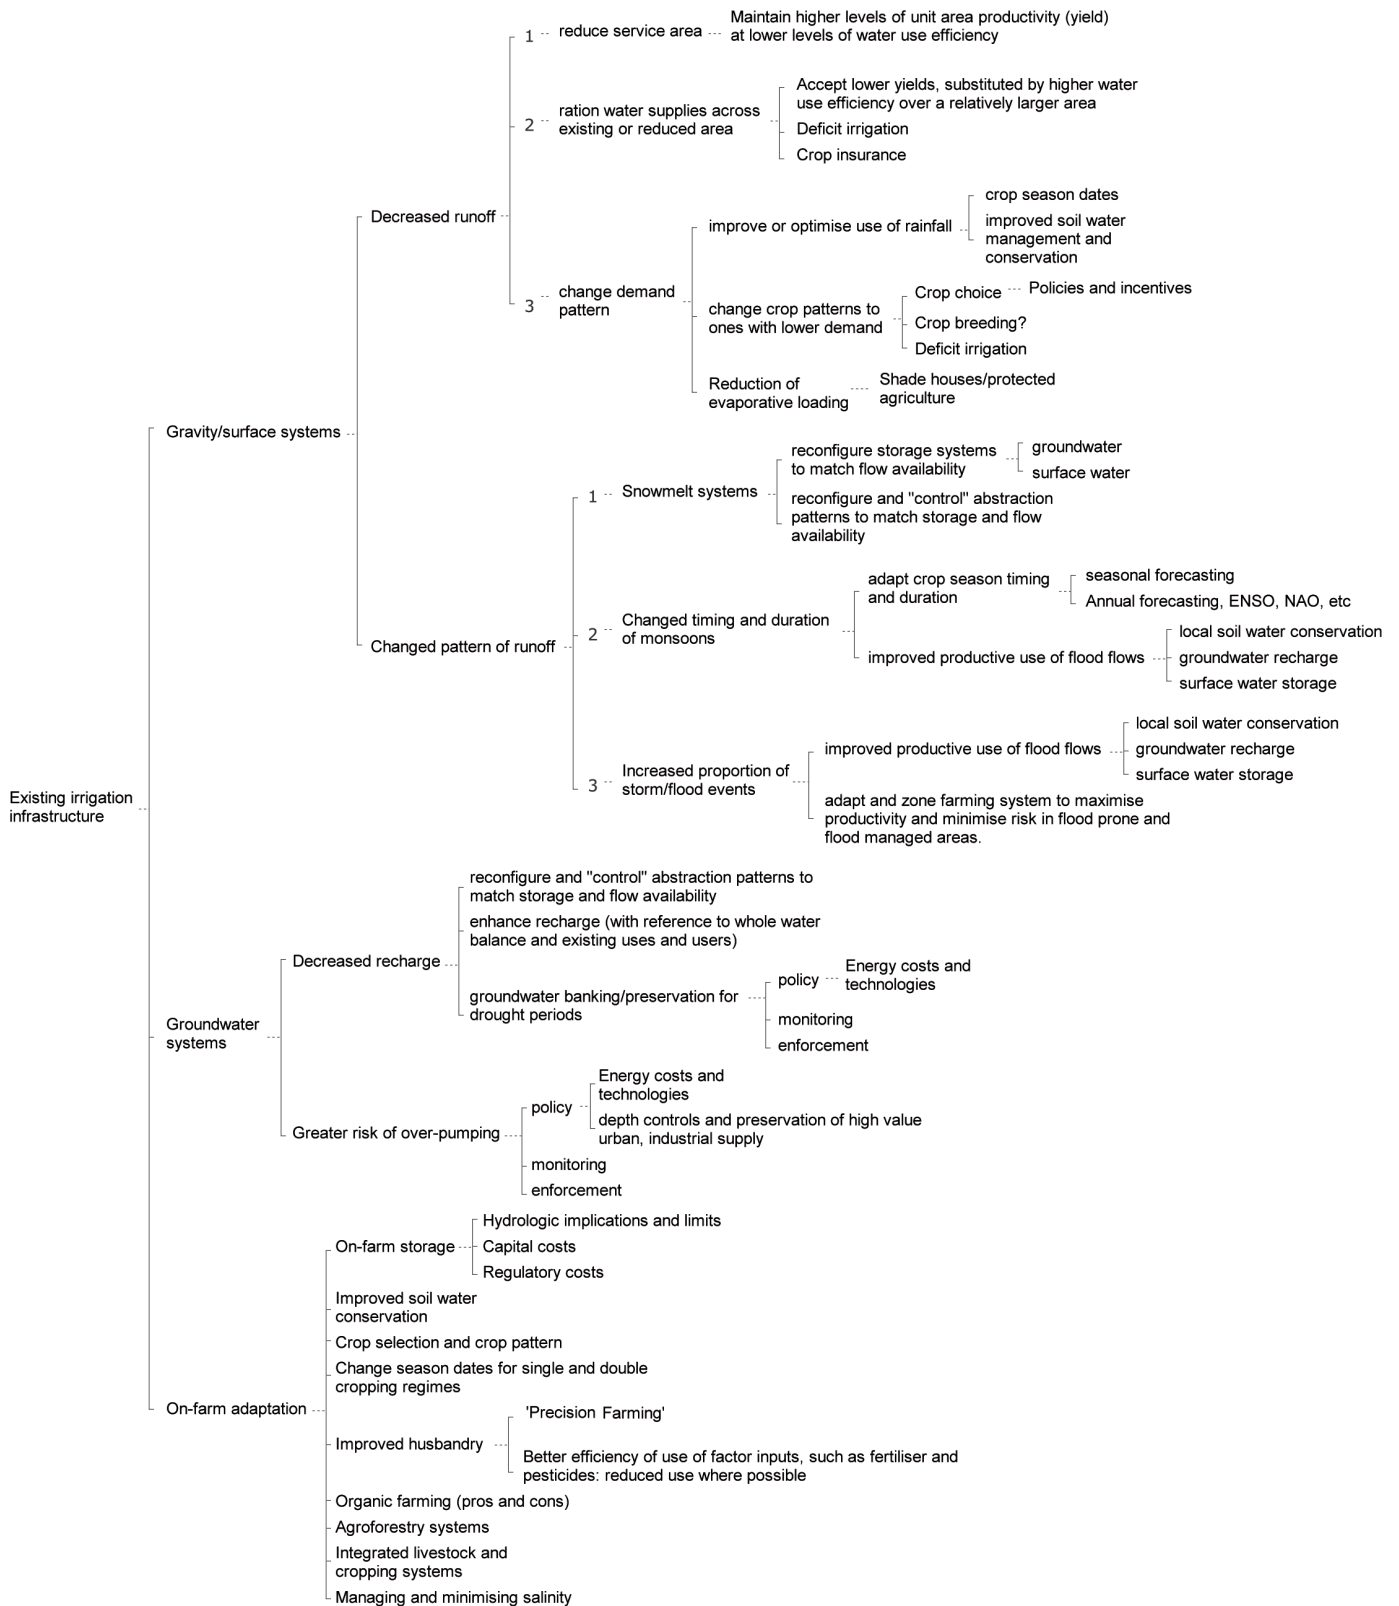 1
reduce service area
Maintain higher levels of unit area productivity (yield)
at lower levels of water use efficiency
2
ration water supplies across
existing or reduced area
Accept lower yields, substituted by higher water
use efficiency over a relatively larger area
Deficit irrigation
Crop insurance
Decreased runoff
3
change demand
pattern
improve or optimise use of rainfall
crop season dates
improved soil water
management and
conservation
change crop patterns to
ones with lower demand
Crop choice
Policies and incentives
Crop breeding?
Deficit irrigation
Reduction of
evaporative loading
Shade houses/protected
agriculture
Gravity/surface systems
1
Snowmelt systems
reconfigure storage systems
to match flow availability
groundwater
surface water
reconfigure and "control" abstraction
patterns to match storage and flow
availability
Changed pattern of runoff
2
Changed timing and duration
of monsoons
adapt crop season timing
and duration
seasonal forecasting
Annual forecasting, ENSO, NAO, etc
improved productive use of flood flows
local soil water conservation
groundwater recharge
surface water storage
3
Increased proportion of
storm/flood events
improved productive use of flood flows
local soil water conservation
groundwater recharge
surface water storage
adapt and zone farming system to maximise
productivity and minimise risk in flood prone and
flood managed areas.
Existing irrigation
infrastructure
Groundwater
systems
Decreased recharge
reconfigure and "control" abstraction patterns to
match storage and flow availability
enhance recharge (with reference to whole water
balance and existing uses and users)
groundwater banking/preservation for
drought periods
policy
Energy costs and
technologies
monitoring
enforcement
Greater risk of over-pumping
policy
Energy costs and
technologies
depth controls and preservation of high value
urban, industrial supply
monitoring
enforcement
On-farm adaptation
On-farm storage
Hydrologic implications and limits
Capital costs
Regulatory costs
Improved soil water
conservation
Crop selection and crop pattern
Change season dates for single and double
cropping regimes
Improved husbandry
'Precision Farming'
Better efficiency of use of factor inputs, such as fertiliser and
pesticides: reduced use where possible
Organic farming (pros and cons)
Agroforestry systems
Integrated livestock and
cropping systems
Managing and minimising salinity